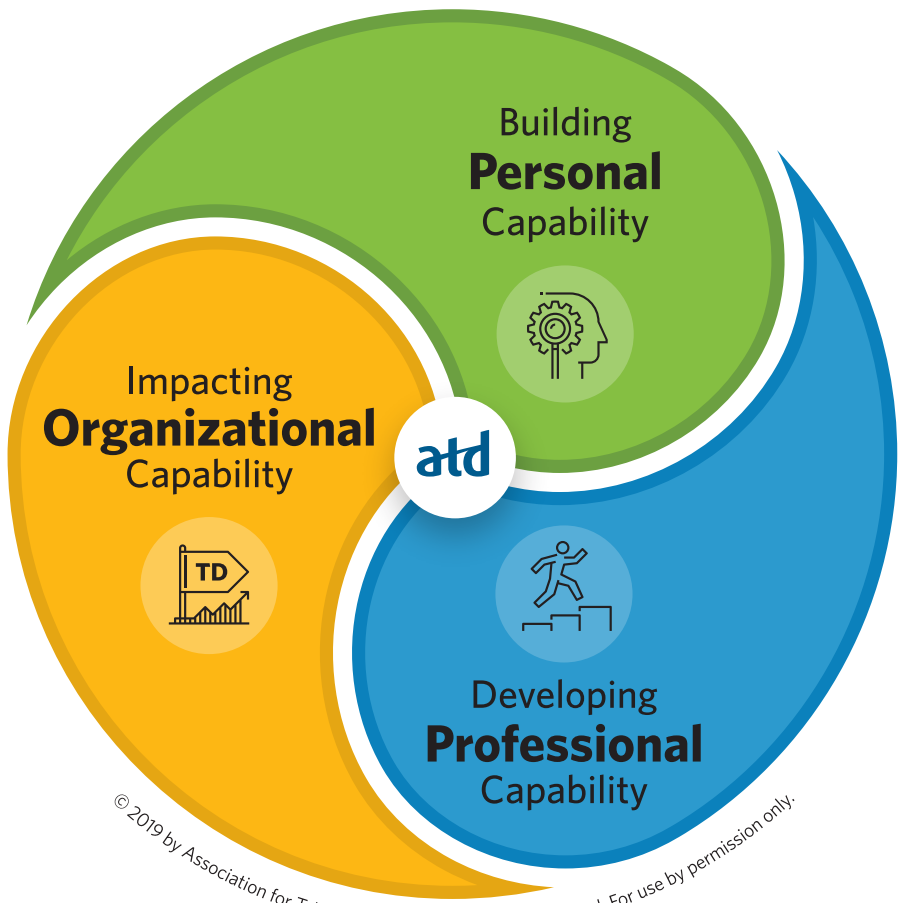 Building
Personal
Capability
Impacting
Organizational
Capability
atd
TD
Developing
Professional
Capability
© 2019 by Association for
For use by permission only.